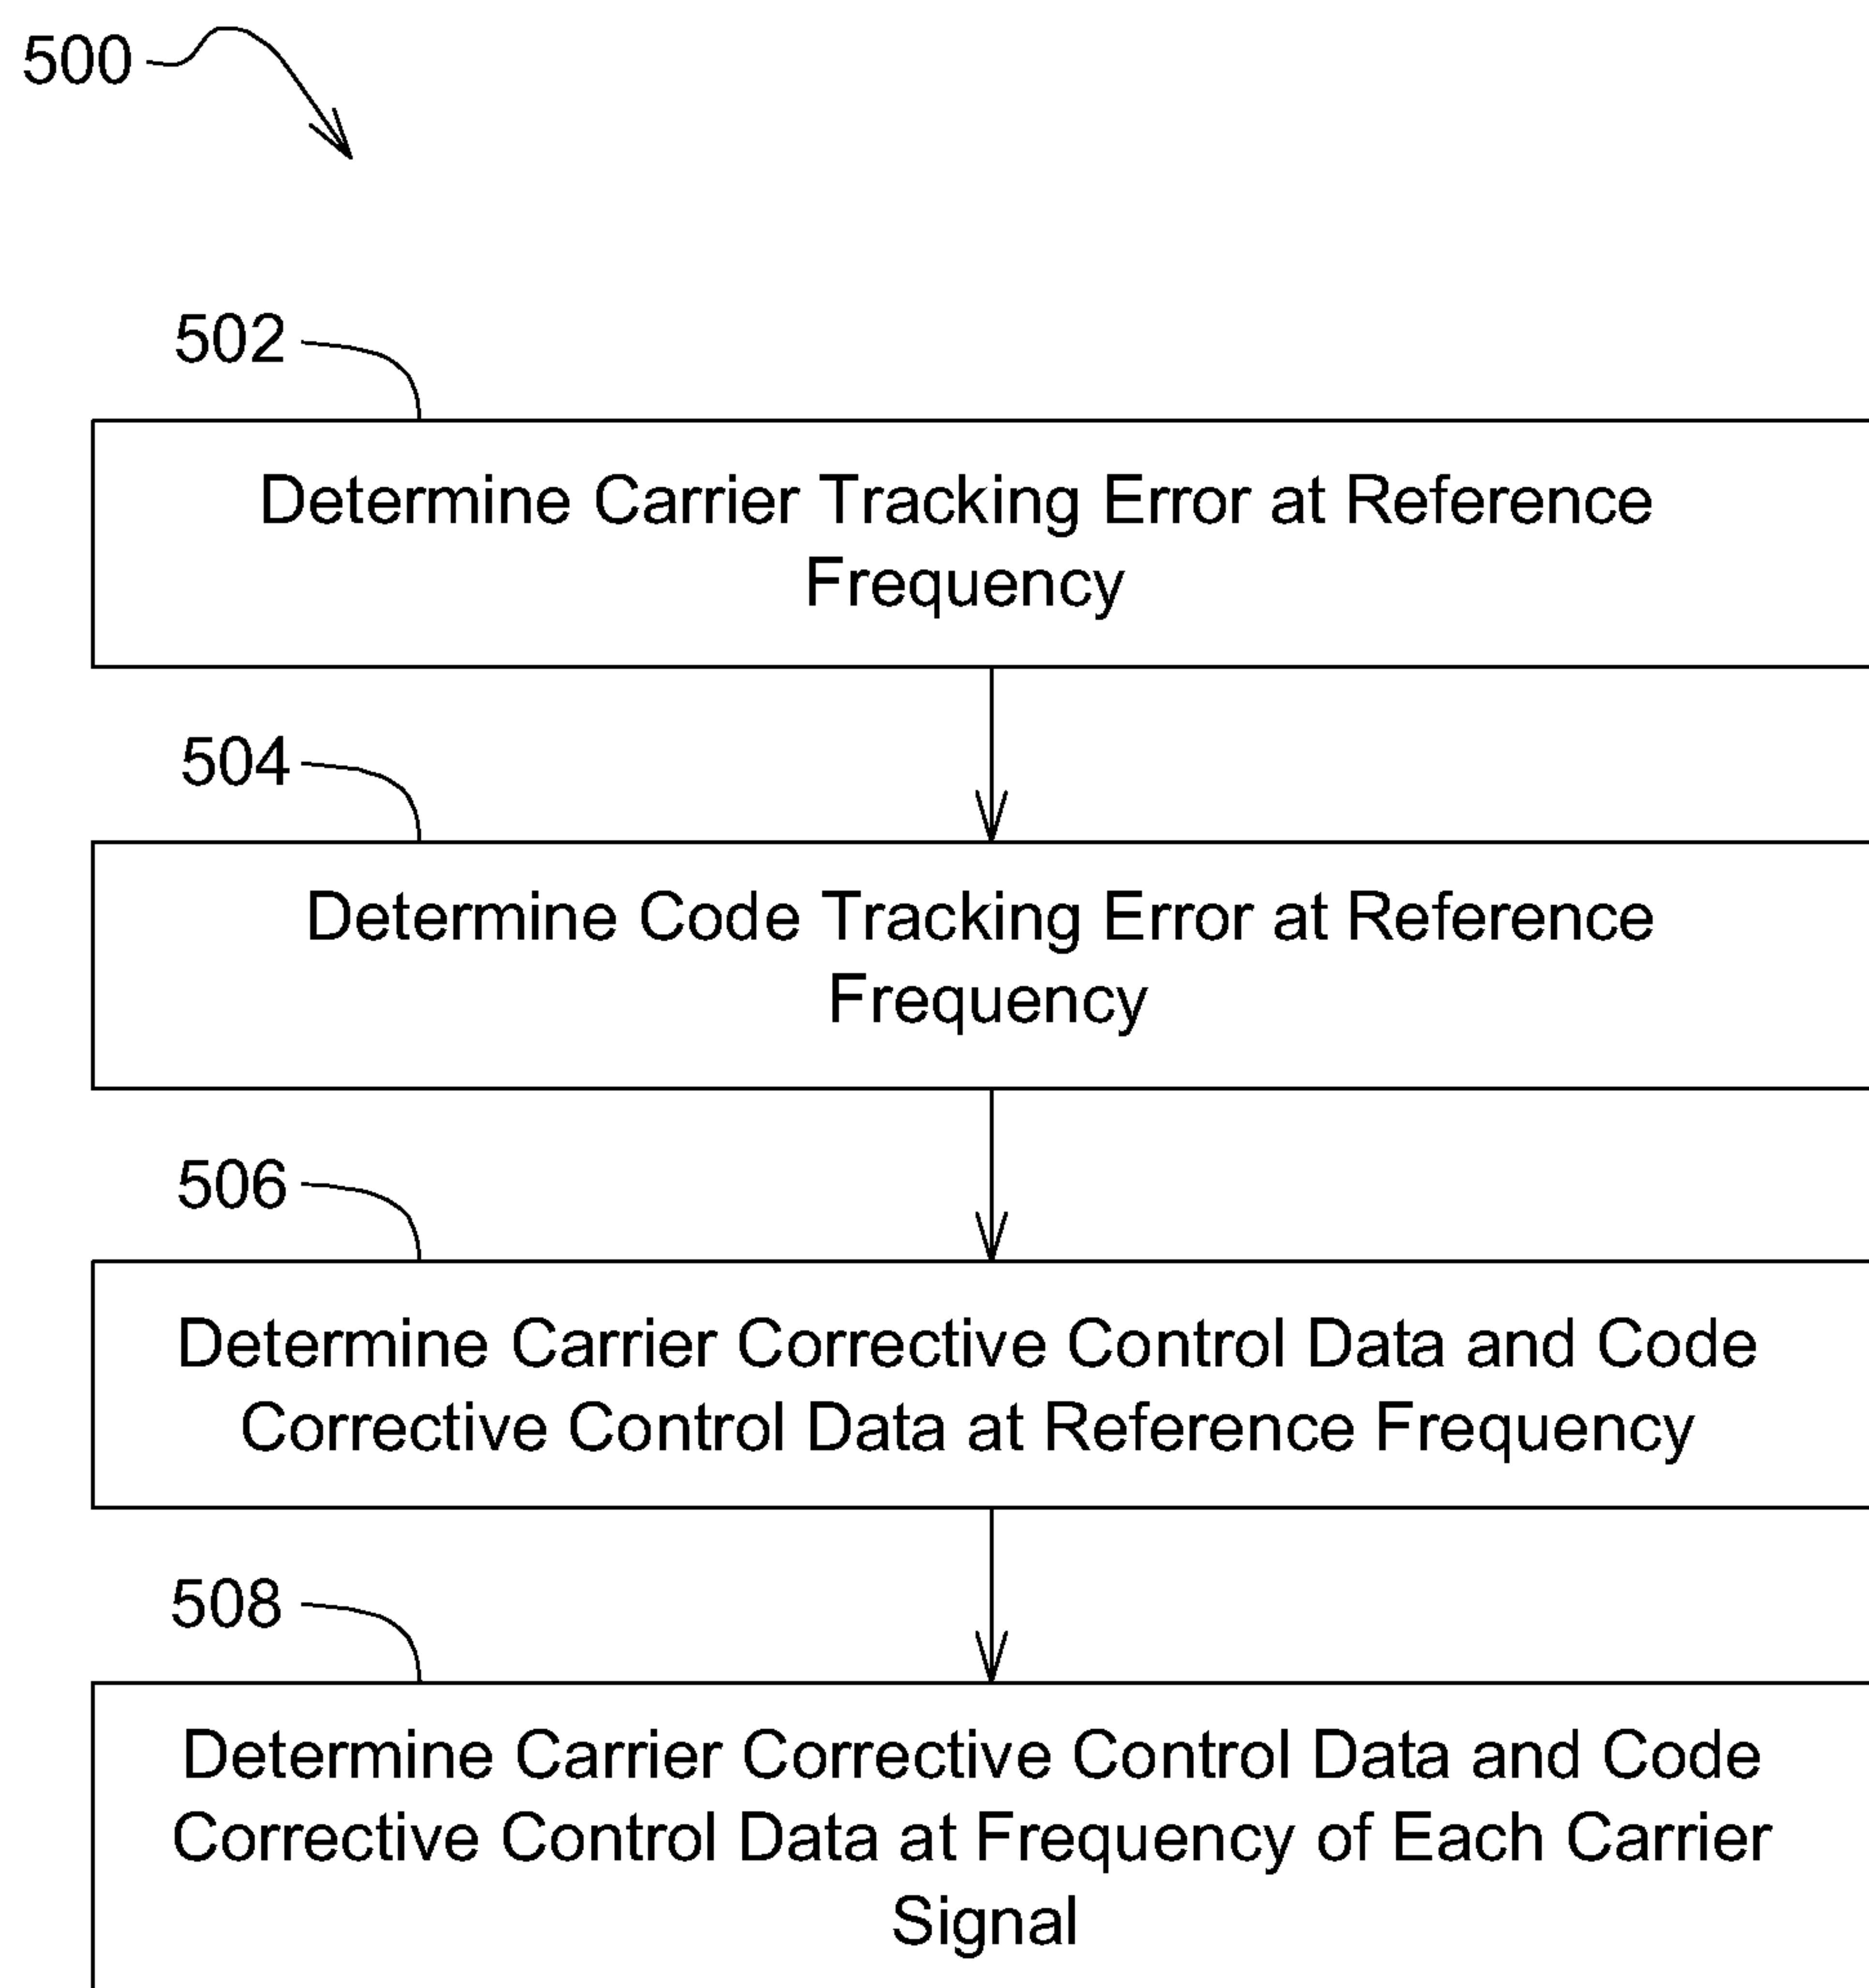 500
502
Determine Carrier Tracking Error at Reference
Frequency
504
Determine Code Tracking Error at Reference
Frequency
506
Determine Carrier Corrective Control Data and Code
Corrective Control Data at Reference Frequency
508
Determine Carrier Corrective Control Data and Code
Corrective Control Data at Frequency of Each Carrier
Signal